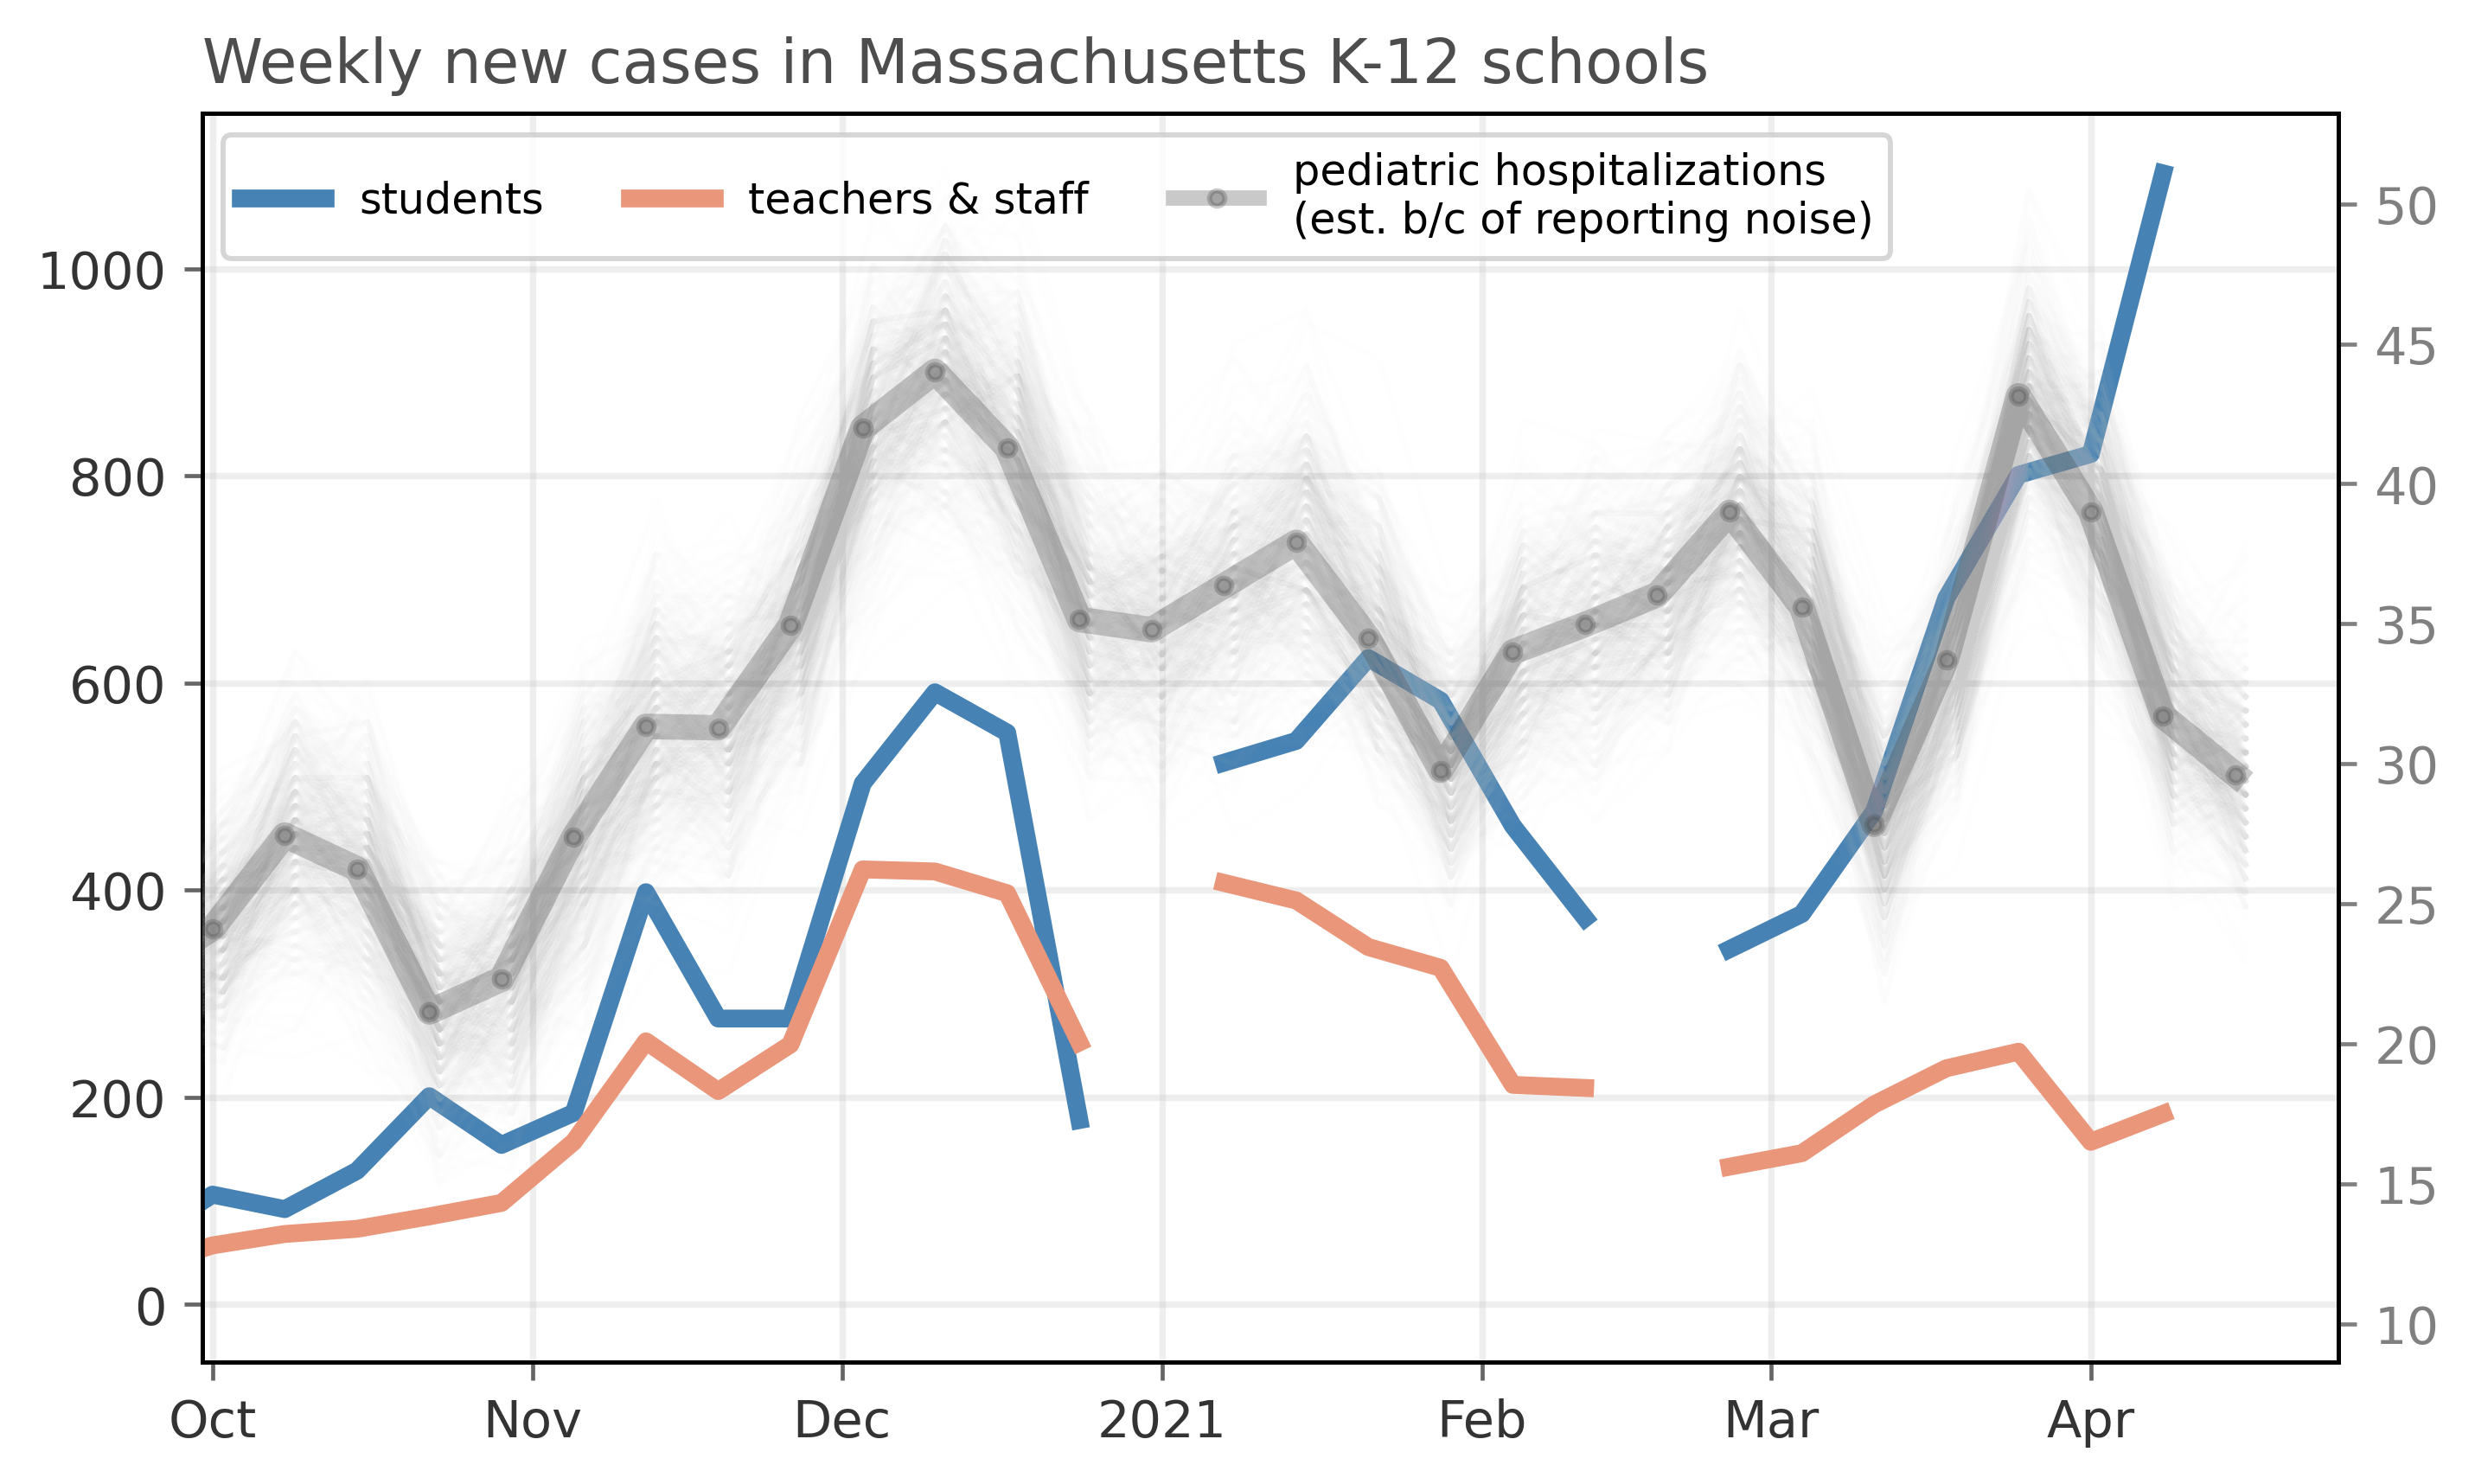 Weekly new cases in Massachusetts K-12 schools
students
teachers & staff
pediatric hospitalizations
(est. b/c of reporting noise)
1000
800
600
400
200
0
50
45
40
35
30
25
20
15
10
Oct
Nov
Dec
2021
Feb
Mar
Apr